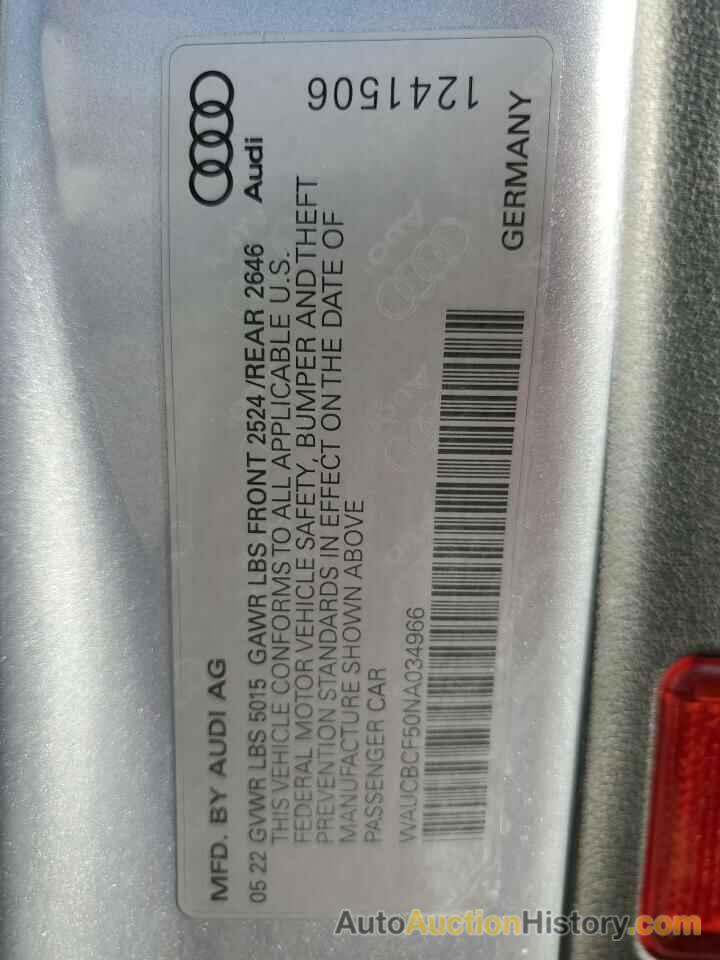 MFD. BY AUDI AG
05 22 GVWR LBS 5015 GAWR LBS FRONT 2524 /REAR 2646
THIS VEHICLE CONFORMS TO ALL APPLICABLE U.S.
FEDERAL MOTOR VEHICLE SAFETY, BUMPER AND THEFT
PREVENTION STANDARDS IN EFFECT ON THE DATE OF
MANUFACTURE SHOWN ABOVE
PASSENGER CAR
WAUCBCF50NA034966
Audi
1241506
GERMANY
Audi
Audi
AutoAuctionHistory.com